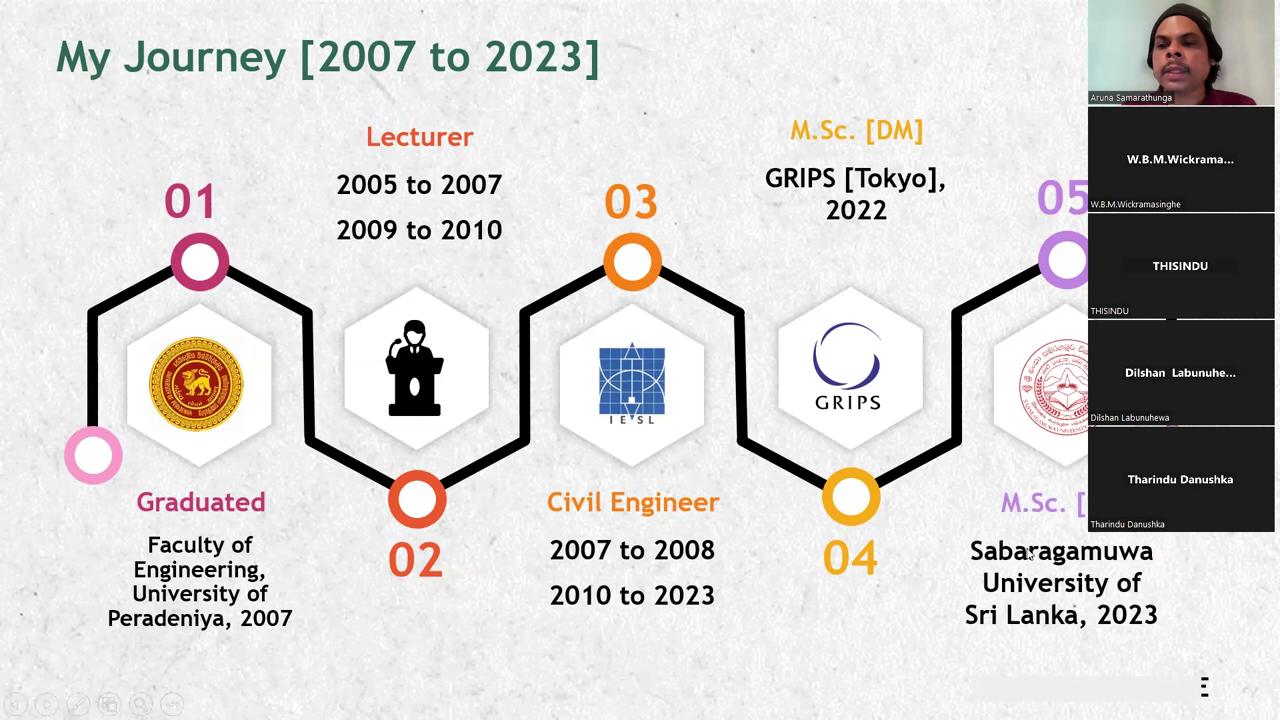 My Journey [2007 to 2023]
01
Graduated
Faculty of
Engineering,
University of
Peradeniya, 2007
Lecturer
2005 to 2007
2009 to 2010
02
03
IESL
Civil Engineer
2007 to 2008
2010 to 2023
M.Sc. [DM]
GRIPS [Tokyo],
2022
GRIPS
04
05
M.Sc. [
Sabaragamuwa
University of
Sri Lanka, 2023
E
Aruna Samarathunga
W.B.M.Wickrama...
W.B.M.Wickramasinghe
THISINDU
THISINDU
Dilshan Labunuhe...
Dilshan Labunuhewa
Tharindu Danushka
Tharindu Danushka